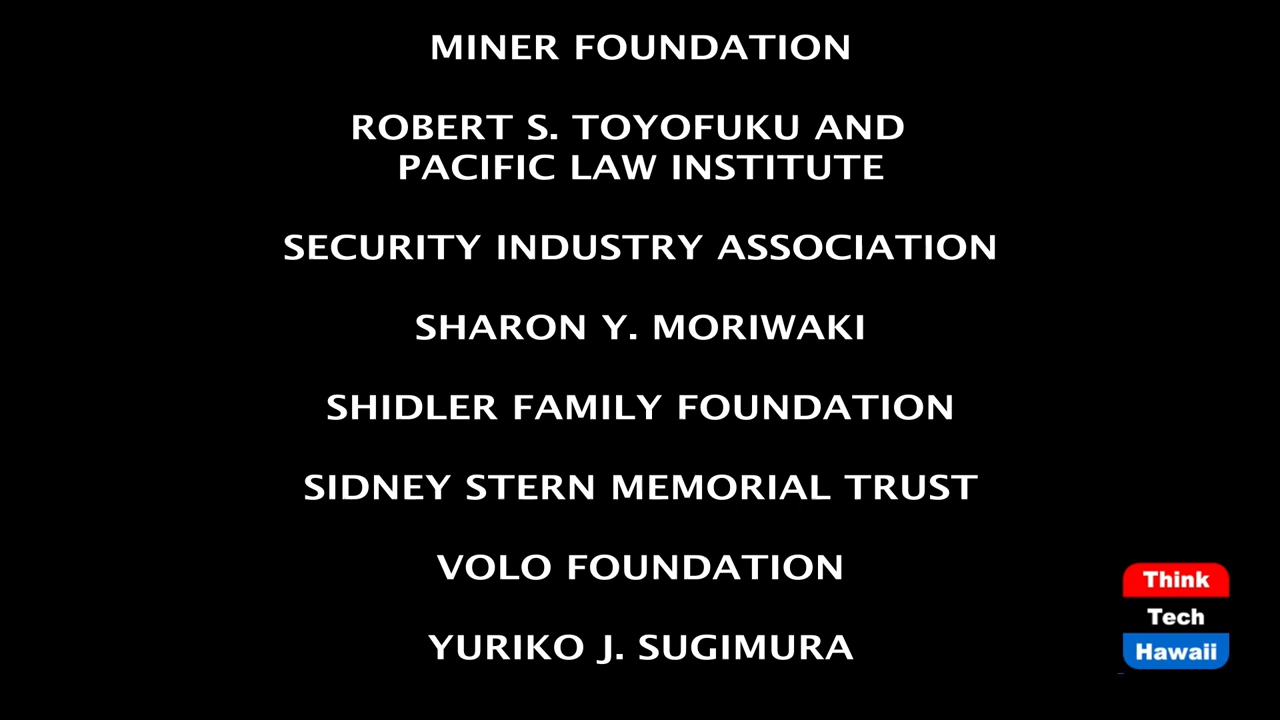 MINER FOUNDATION
ROBERT S. TOYOFUKU AND
PACIFIC LAW INSTITUTE
SECURITY INDUSTRY ASSOCIATION
SHARON Y. MORIWAKI
SHIDLER FAMILY FOUNDATION
SIDNEY STERN MEMORIAL TRUST
VOLO FOUNDATION
YURIKO J. SUGIMURA
Think
Tech
Hawaii